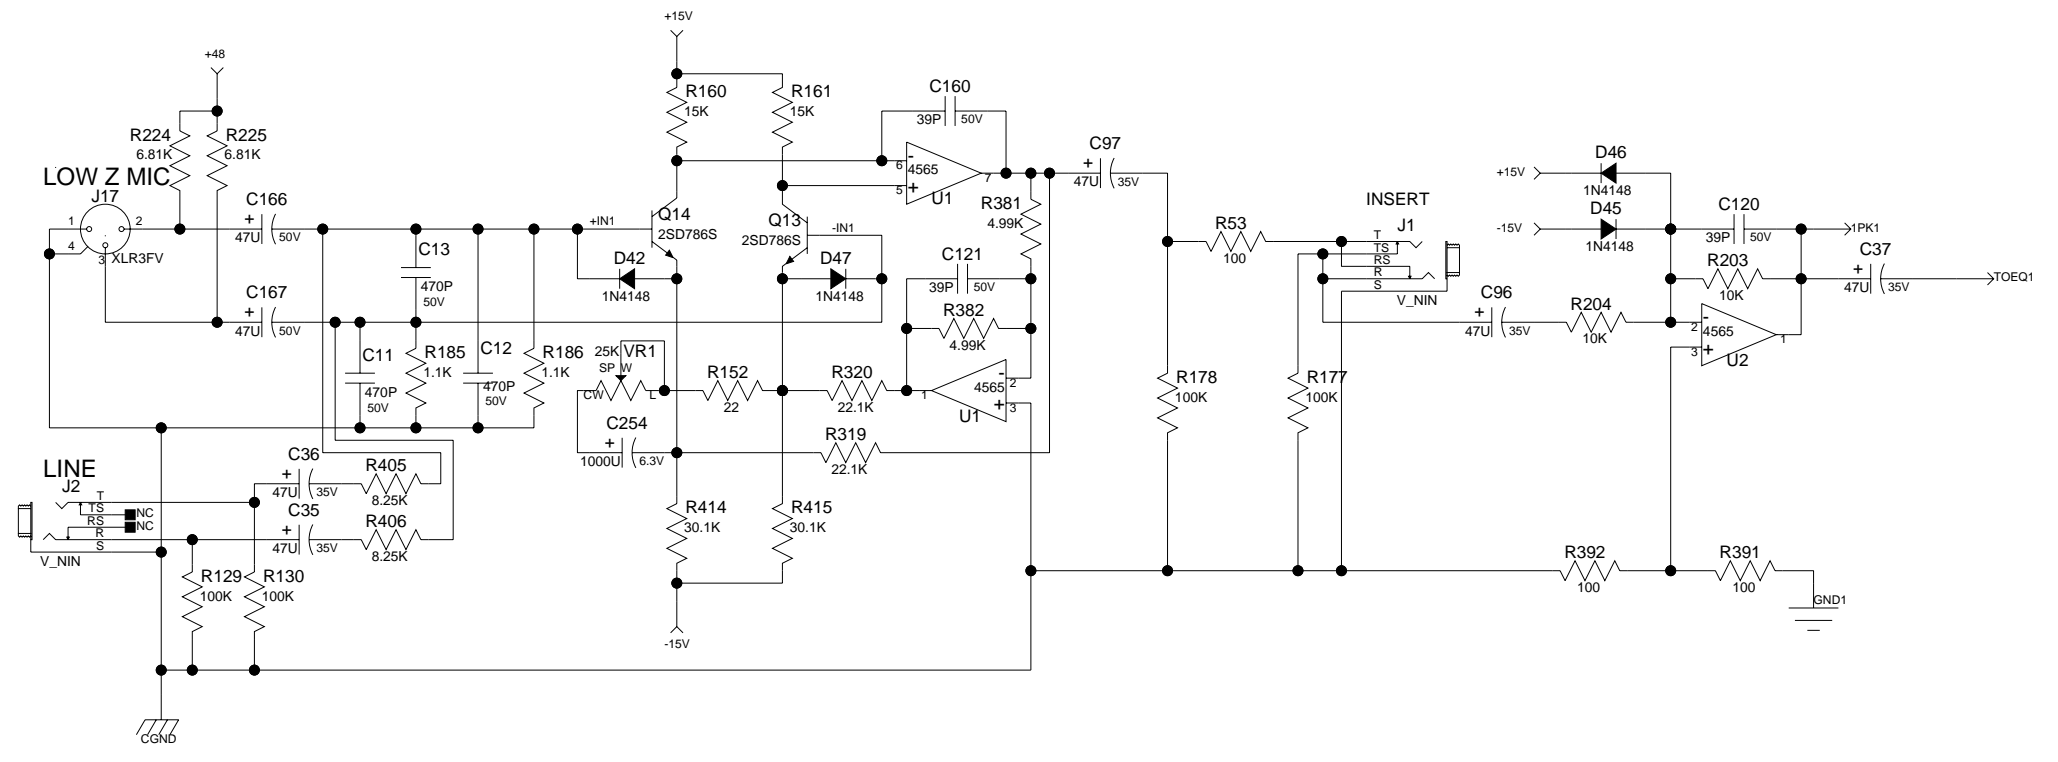 +15V
+48
R160
15K
R161
15K
C160
39P
50V
R224
6.81K
R225
6.81K
C97
47U
35V
LOW Z MIC
J17
1
2
4
3
XLR3FV
C166
47U
50V
+IN1
Q14
2SD786S
Q13
2SD786S
-IN1
6
5
7
-
+
4565
U1
R381
4.99K
C13
470P
50V
D42
1N4148
D47
1N4148
C121
39P
50V
R382
4.99K
C167
47U
50V
C11
470P
50V
R185
1.1K
C12
470P
50V
R186
1.1K
25K
VR1
SP
W
CW
L
R152
22
R320
22.1K
1
2
3
-
+
4565
U1
C254
1000U
6.3V
R319
22.1K
LINE
J2
T
TS
RS
R
S
NC
NC
V_NIN
C36
47U
35V
R405
8.25K
C35
47U
35V
R406
8.25K
R129
100K
R130
100K
R414
30.1K
R415
30.1K
-15V
CGND
R53
100
INSERT
J1
T
TS
RS
R
S
V_NIN
R178
100K
R177
100K
C96
47U
35V
R204
10K
+15V
D46
1N4148
-15V
D45
1N4148
C120
39P
50V
R203
10K
1PK1
C37
47U
35V
TOEQ1
2
3
1
-
+
4565
U2
R392
100
R391
100
GND1